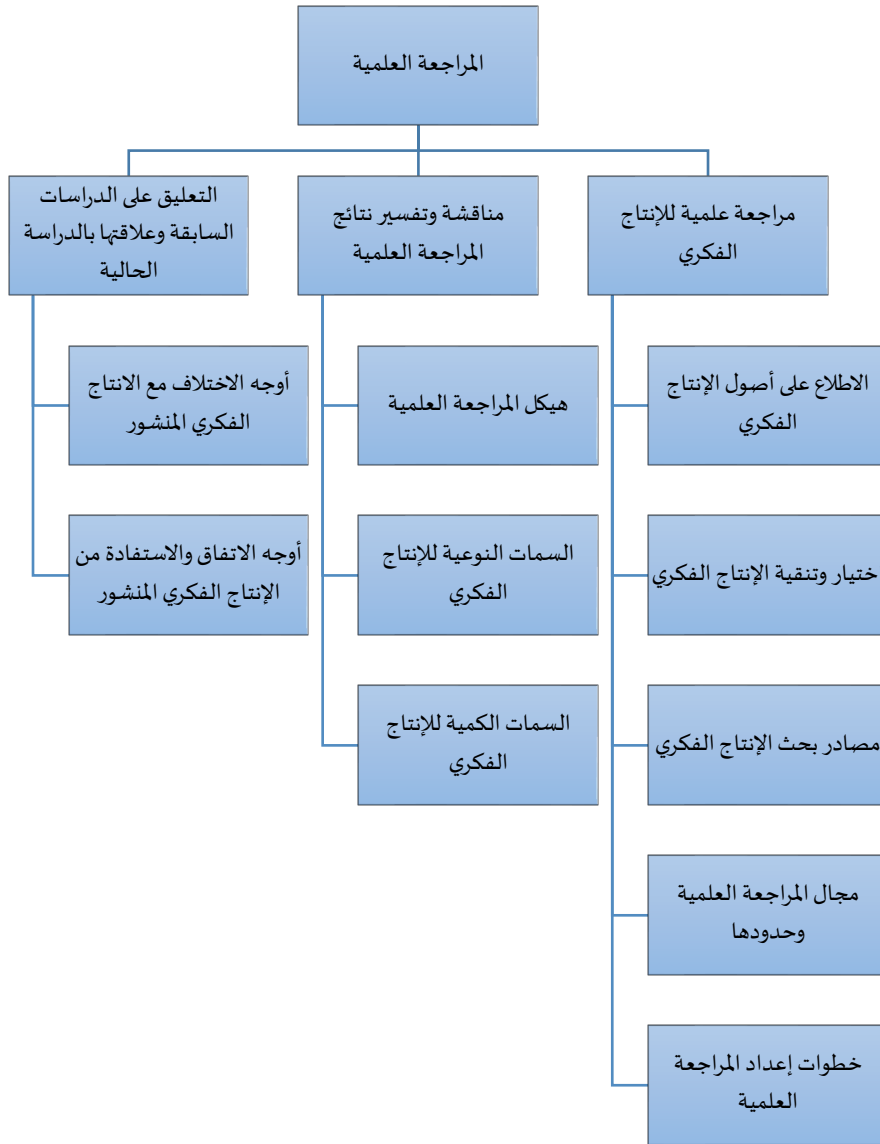 المراجعة العلمية
مراجعة علمية للإنتاج
الفكري
الاطلاع على أصول الإنتاج
الفكري
ختيار وتنقية الإنتاج الفكري
مصادر بحث الإنتاج الفكري
مجال المراجعة العلمية
وحدودها
خطوات إعداد المراجعة
العلمية
مناقشة وتفسير نتائج
المراجعة العلمية
هيكل المراجعة العلمية
السمات النوعية للإنتاج
الفكري
السمات الكمية للإنتاج
الفكري
التعليق على الدراسات
السابقة وعلاقتها بالدراسة
الحالية
أوجه الاختلاف مع الانتاج
الفكري المنشور
أوجه الاتفاق والاستفادة من
الإنتاج الفكري المنشور